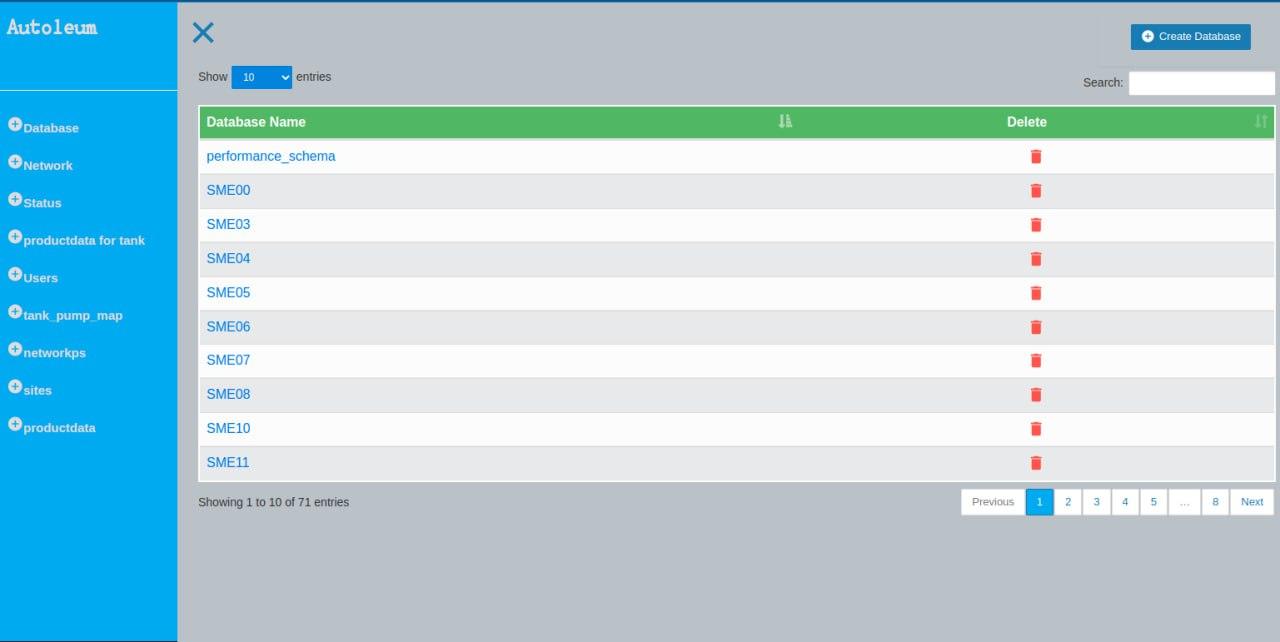 Autoleum
Create Database
Show 10 entries
Search:
Database
Network
Status
productdata for tank
Users
tank_pump_map
networkps
sites
productdata
Database Name Delete
performance_schema
SME00
SME03
SME04
SME05
SME06
SME07
SME08
SME10
SME11
Showing 1 to 10 of 71 entries
Previous 1 2 3 4 5 … 8 Next